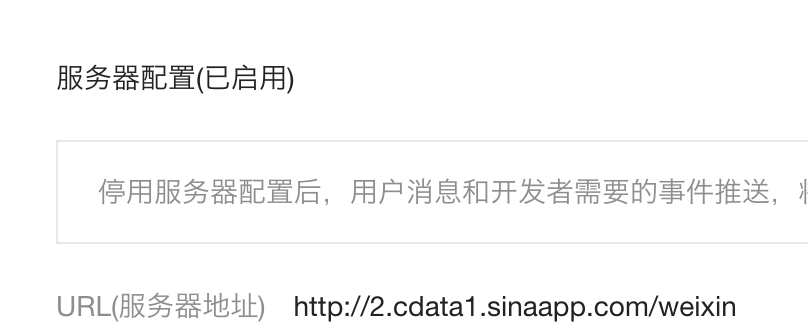 服务器配置(已启用)
停用服务器配置后，用户消息和开发者需要的事件推送，
URL(服务器地址) http://2.cdata1.sinaapp.com/weixin